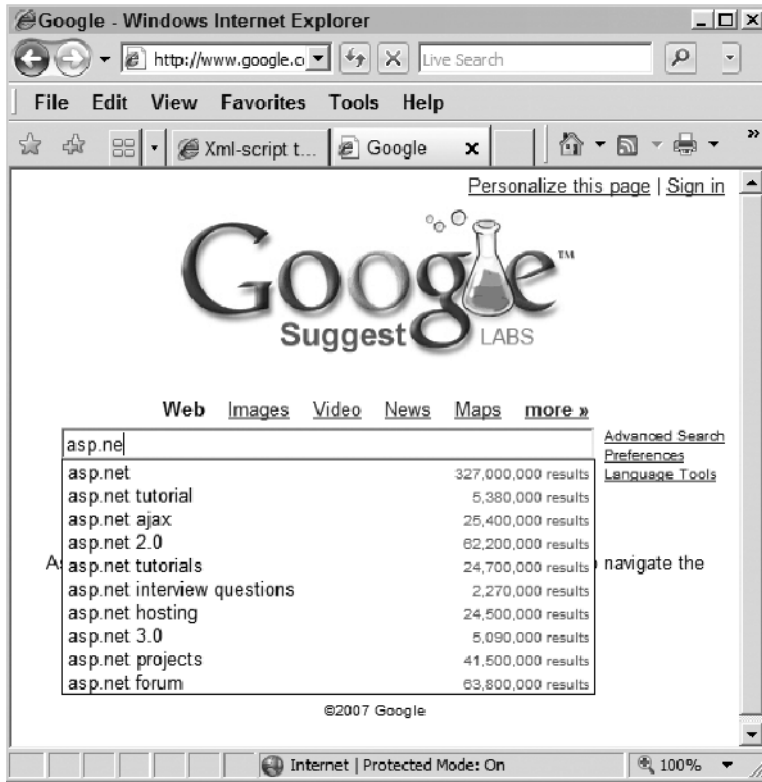 Google - Windows Internet Explorer
http://www.google.c
Live Search
File Edit View Favorites Tools Help
Xml-script t...
Google
Personalize this page | Sign in
Google™
Suggest LABS
Web Images Video News Maps more »
asp.ne
Advanced Search
Preferences
Language Tools
asp.net 327,000,000 results
asp.net tutorial 5,380,000 results
asp.net ajax 25,400,000 results
asp.net 2.0 62,200,000 results
asp.net tutorials 24,700,000 results
asp.net interview questions 2,270,000 results
asp.net hosting 24,500,000 results
asp.net 3.0 5,090,000 results
asp.net projects 41,500,000 results
asp.net forum 63,800,000 results
navigate the
©2007 Google
Internet | Protected Mode: On
100%